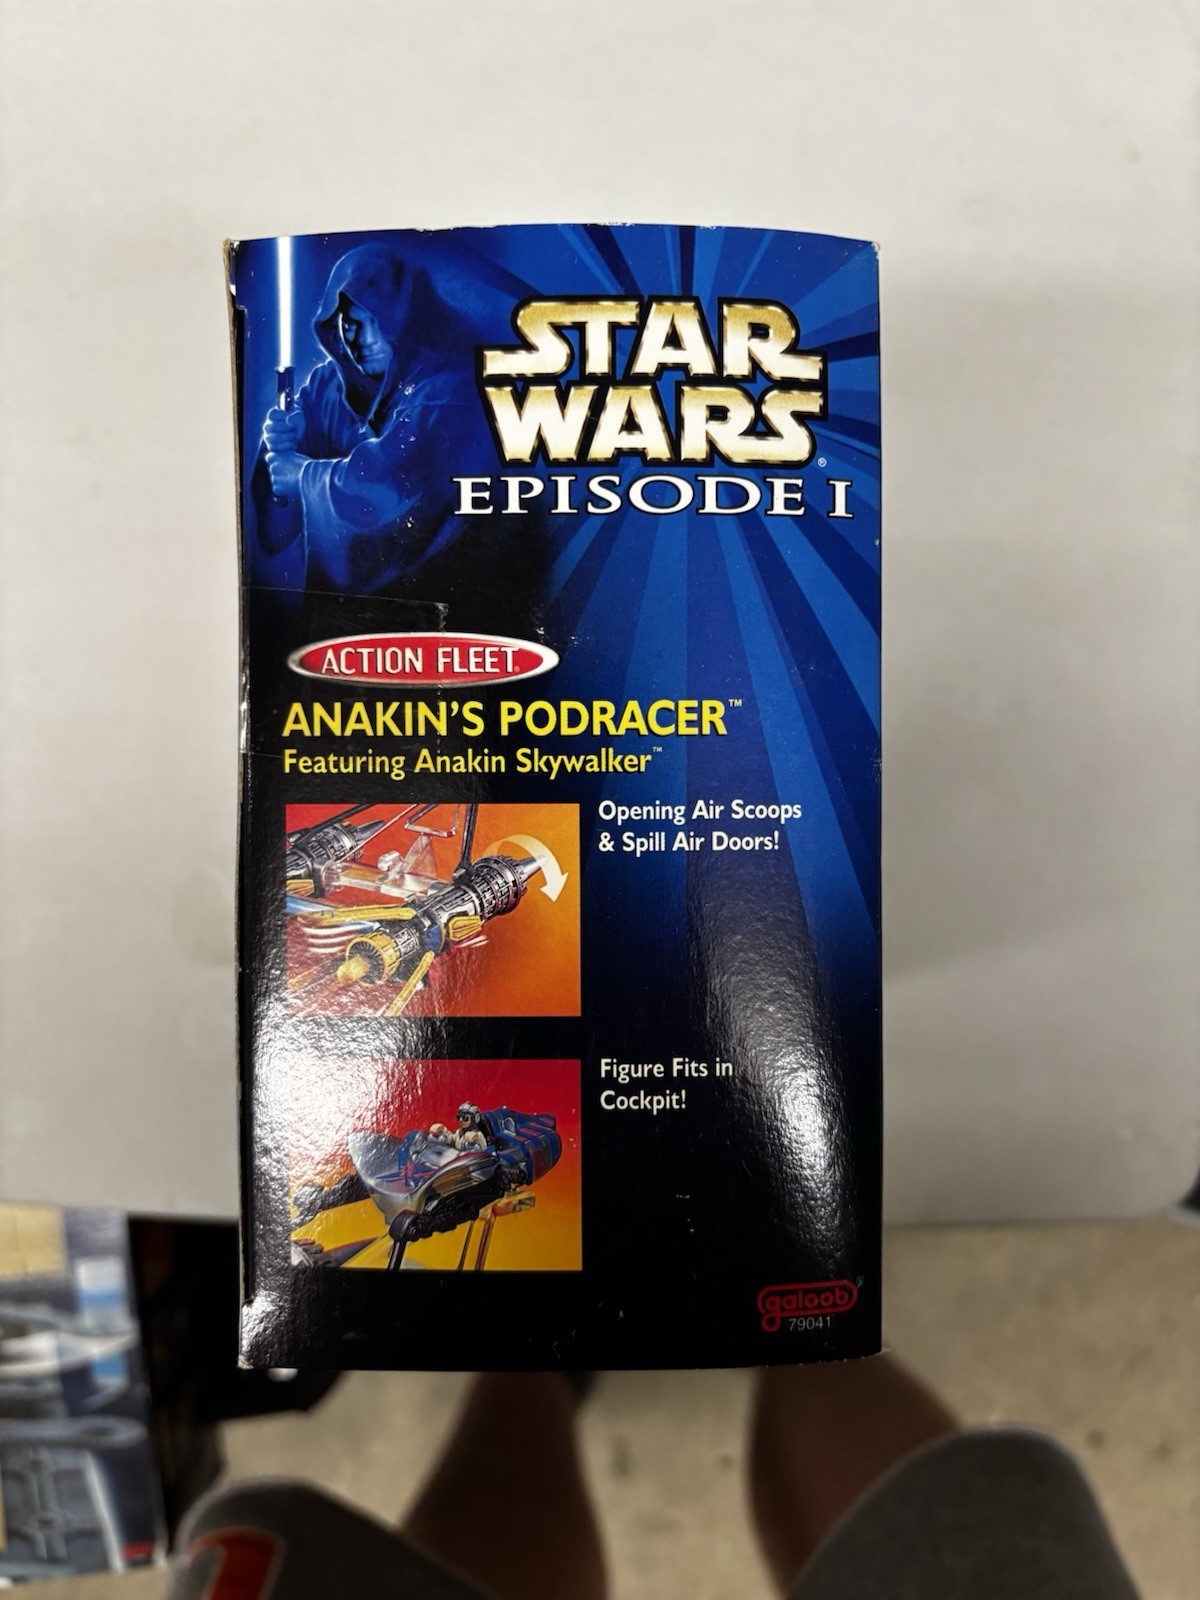 STAR
WARS®
EPISODE I
ACTION FLEET®
ANAKIN'S PODRACER™
Featuring Anakin Skywalker™
Opening Air Scoops
& Spill Air Doors!
Figure Fits in
Cockpit!
galoob®
79041